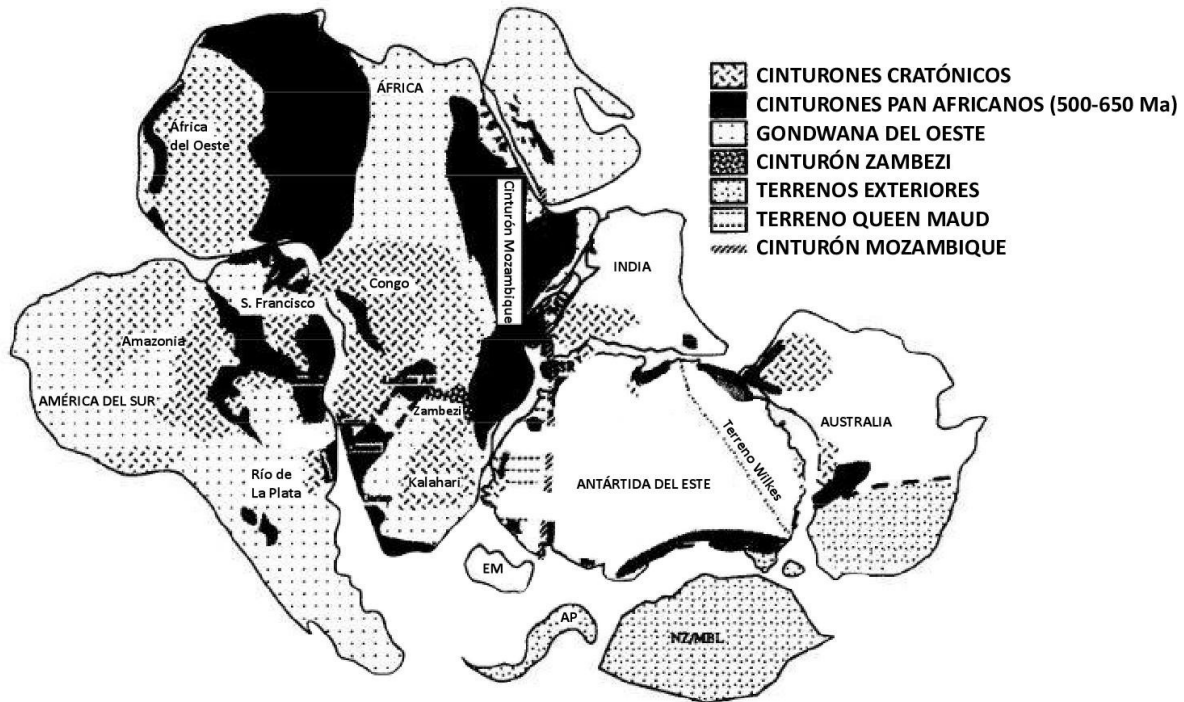 CINTURONES CRATÓNICOS
CINTURONES PAN AFRICANOS (500-650 Ma)
GONDWANA DEL OESTE
CINTURÓN ZAMBEZI
TERRENOS EXTERIORES
TERRENO QUEEN MAUD
CINTURÓN MOZAMBIQUE
ÁFRICA
África
del Oeste
Cinturón Mozambique
INDIA
Congo
S. Francisco
Amazonia
AMÉRICA DEL SUR
Zambezi
AUSTRALIA
Terreno Wilkes
Río de
La Plata
Kalahari
ANTÁRTIDA DEL ESTE
EM
AP
NZ/MBL